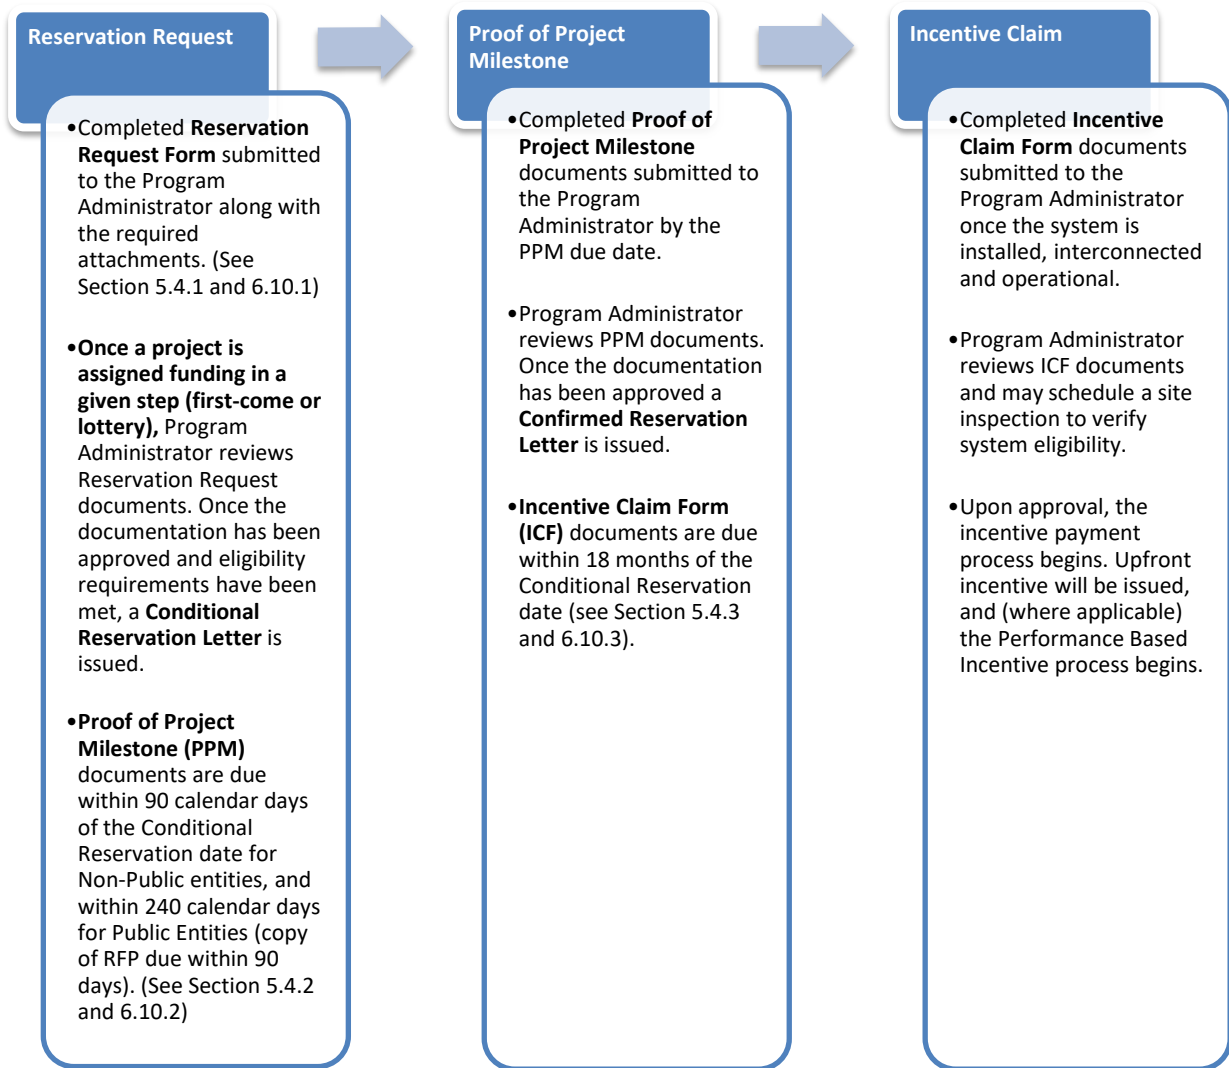 Reservation Request
•Completed Reservation
Request Form submitted
to the Program
Administrator along with
the required
attachments. (See
Section 5.4.1 and 6.10.1)
•Once a project is
assigned funding in a
given step (first-come or
lottery), Program
Administrator reviews
Reservation Request
documents. Once the
documentation has been
approved and eligibility
requirements have been
met, a Conditional
Reservation Letter is
issued.
•Proof of Project
Milestone (PPM)
documents are due
within 90 calendar days
of the Conditional
Reservation date for
Non-Public entities, and
within 240 calendar days
for Public Entities (copy
of RFP due within 90
days). (See Section 5.4.2
and 6.10.2)
Proof of Project
Milestone
•Completed Proof of
Project Milestone
documents submitted to
the Program
Administrator by the
PPM due date.
•Program Administrator
reviews PPM documents.
Once the documentation
has been approved a
Confirmed Reservation
Letter is issued.
•Incentive Claim Form
(ICF) documents are due
within 18 months of the
Conditional Reservation
date (see Section 5.4.3
and 6.10.3).
Incentive Claim
•Completed Incentive
Claim Form documents
submitted to the
Program Administrator
once the system is
installed, interconnected
and operational.
•Program Administrator
reviews ICF documents
and may schedule a site
inspection to verify
system eligibility.
•Upon approval, the
incentive payment
process begins. Upfront
incentive will be issued,
and (where applicable)
the Performance Based
Incentive process begins.